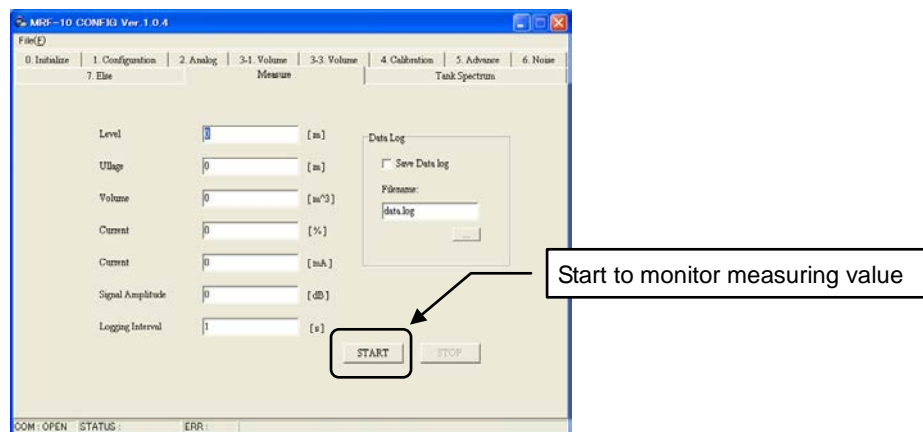 MRF-10 CONFIG Ver.1.0.4
File(F)
0. Initialize 1. Configuration 2. Analog 3-1. Volume 3-3. Volume 4. Calibration 5. Advance 6. Noise
7. Else Measure Tank Spectrum
Level 0 [m]
Ullage 0 [m]
Volume 0 [m^3]
Current 0 [%]
Current 0 [mA]
Signal Amplitude 0 [dB]
Logging Interval 1 [s]
Data Log
Save Data log
Filename:
data.log
...
START STOP
Start to monitor measuring value
COM : OPEN STATUS : ERR :